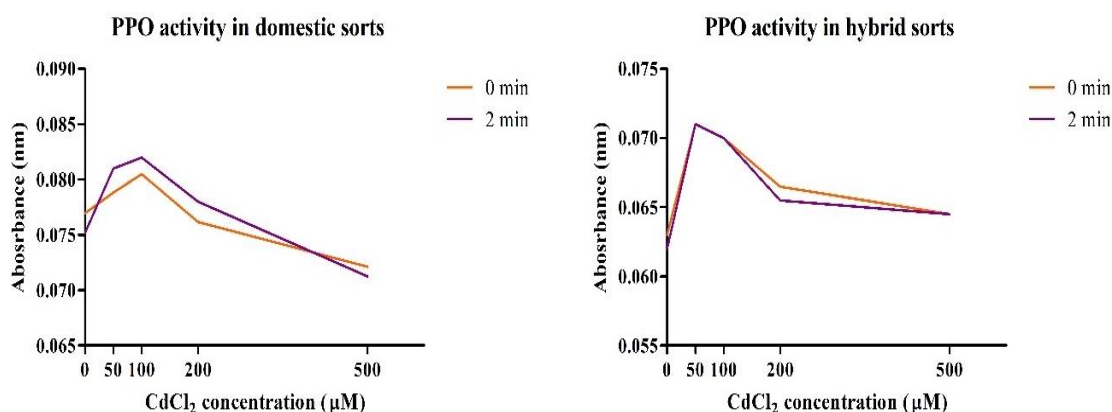 PPO activity in domestic sorts
0.090
0.085
0.080
0.075
0.070
0.065
Abosrbance (nm)
0 50 100 200 500
CdCl₂ concentration (µM)
0 min
2 min
PPO activity in hybrid sorts
0.075
0.070
0.065
0.060
0.055
Abosrbance (nm)
0 50 100 200 500
CdCl₂ concentration (µM)
0 min
2 min